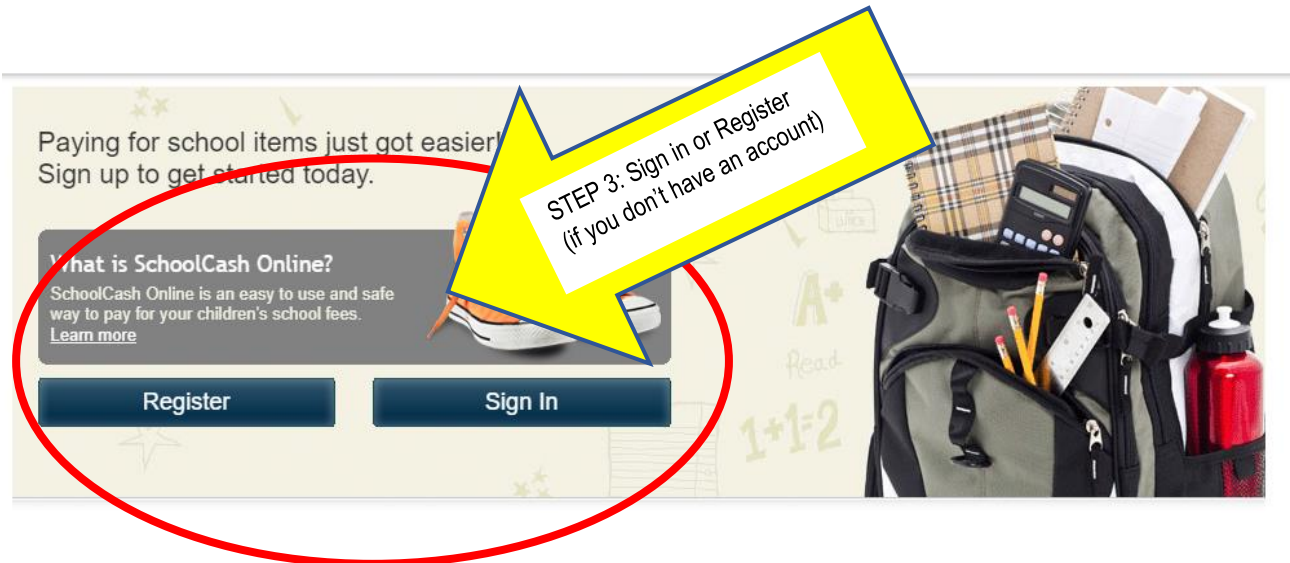 Paying for school items just got easier!
Sign up to get started today.
STEP 3: Sign in or Register
(if you don't have an account)
What is SchoolCash Online?
SchoolCash Online is an easy to use and safe
way to pay for your children's school fees.
Learn more
Register
Sign In
A+
Read
1+1=2